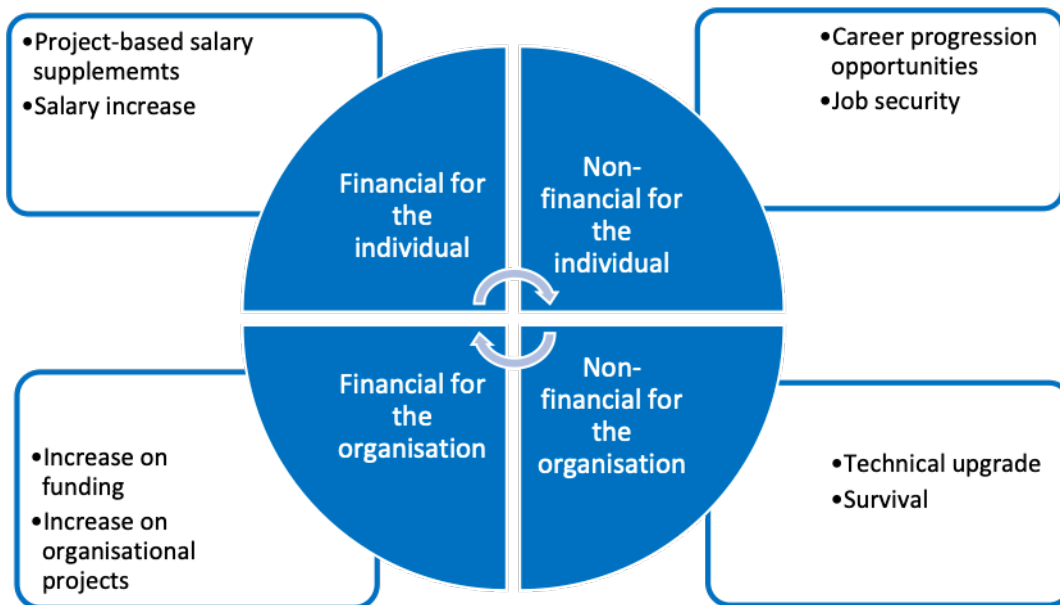 •Project-based salary
supplememts
•Salary increase
•Career progression
opportunities
•Job security
Financial for
the
individual
Non-
financial for
the
individual
Financial for
the
organisation
Non-
financial for
the
organisation
•Increase on
funding
•Increase on
organisational
projects
•Technical upgrade
•Survival